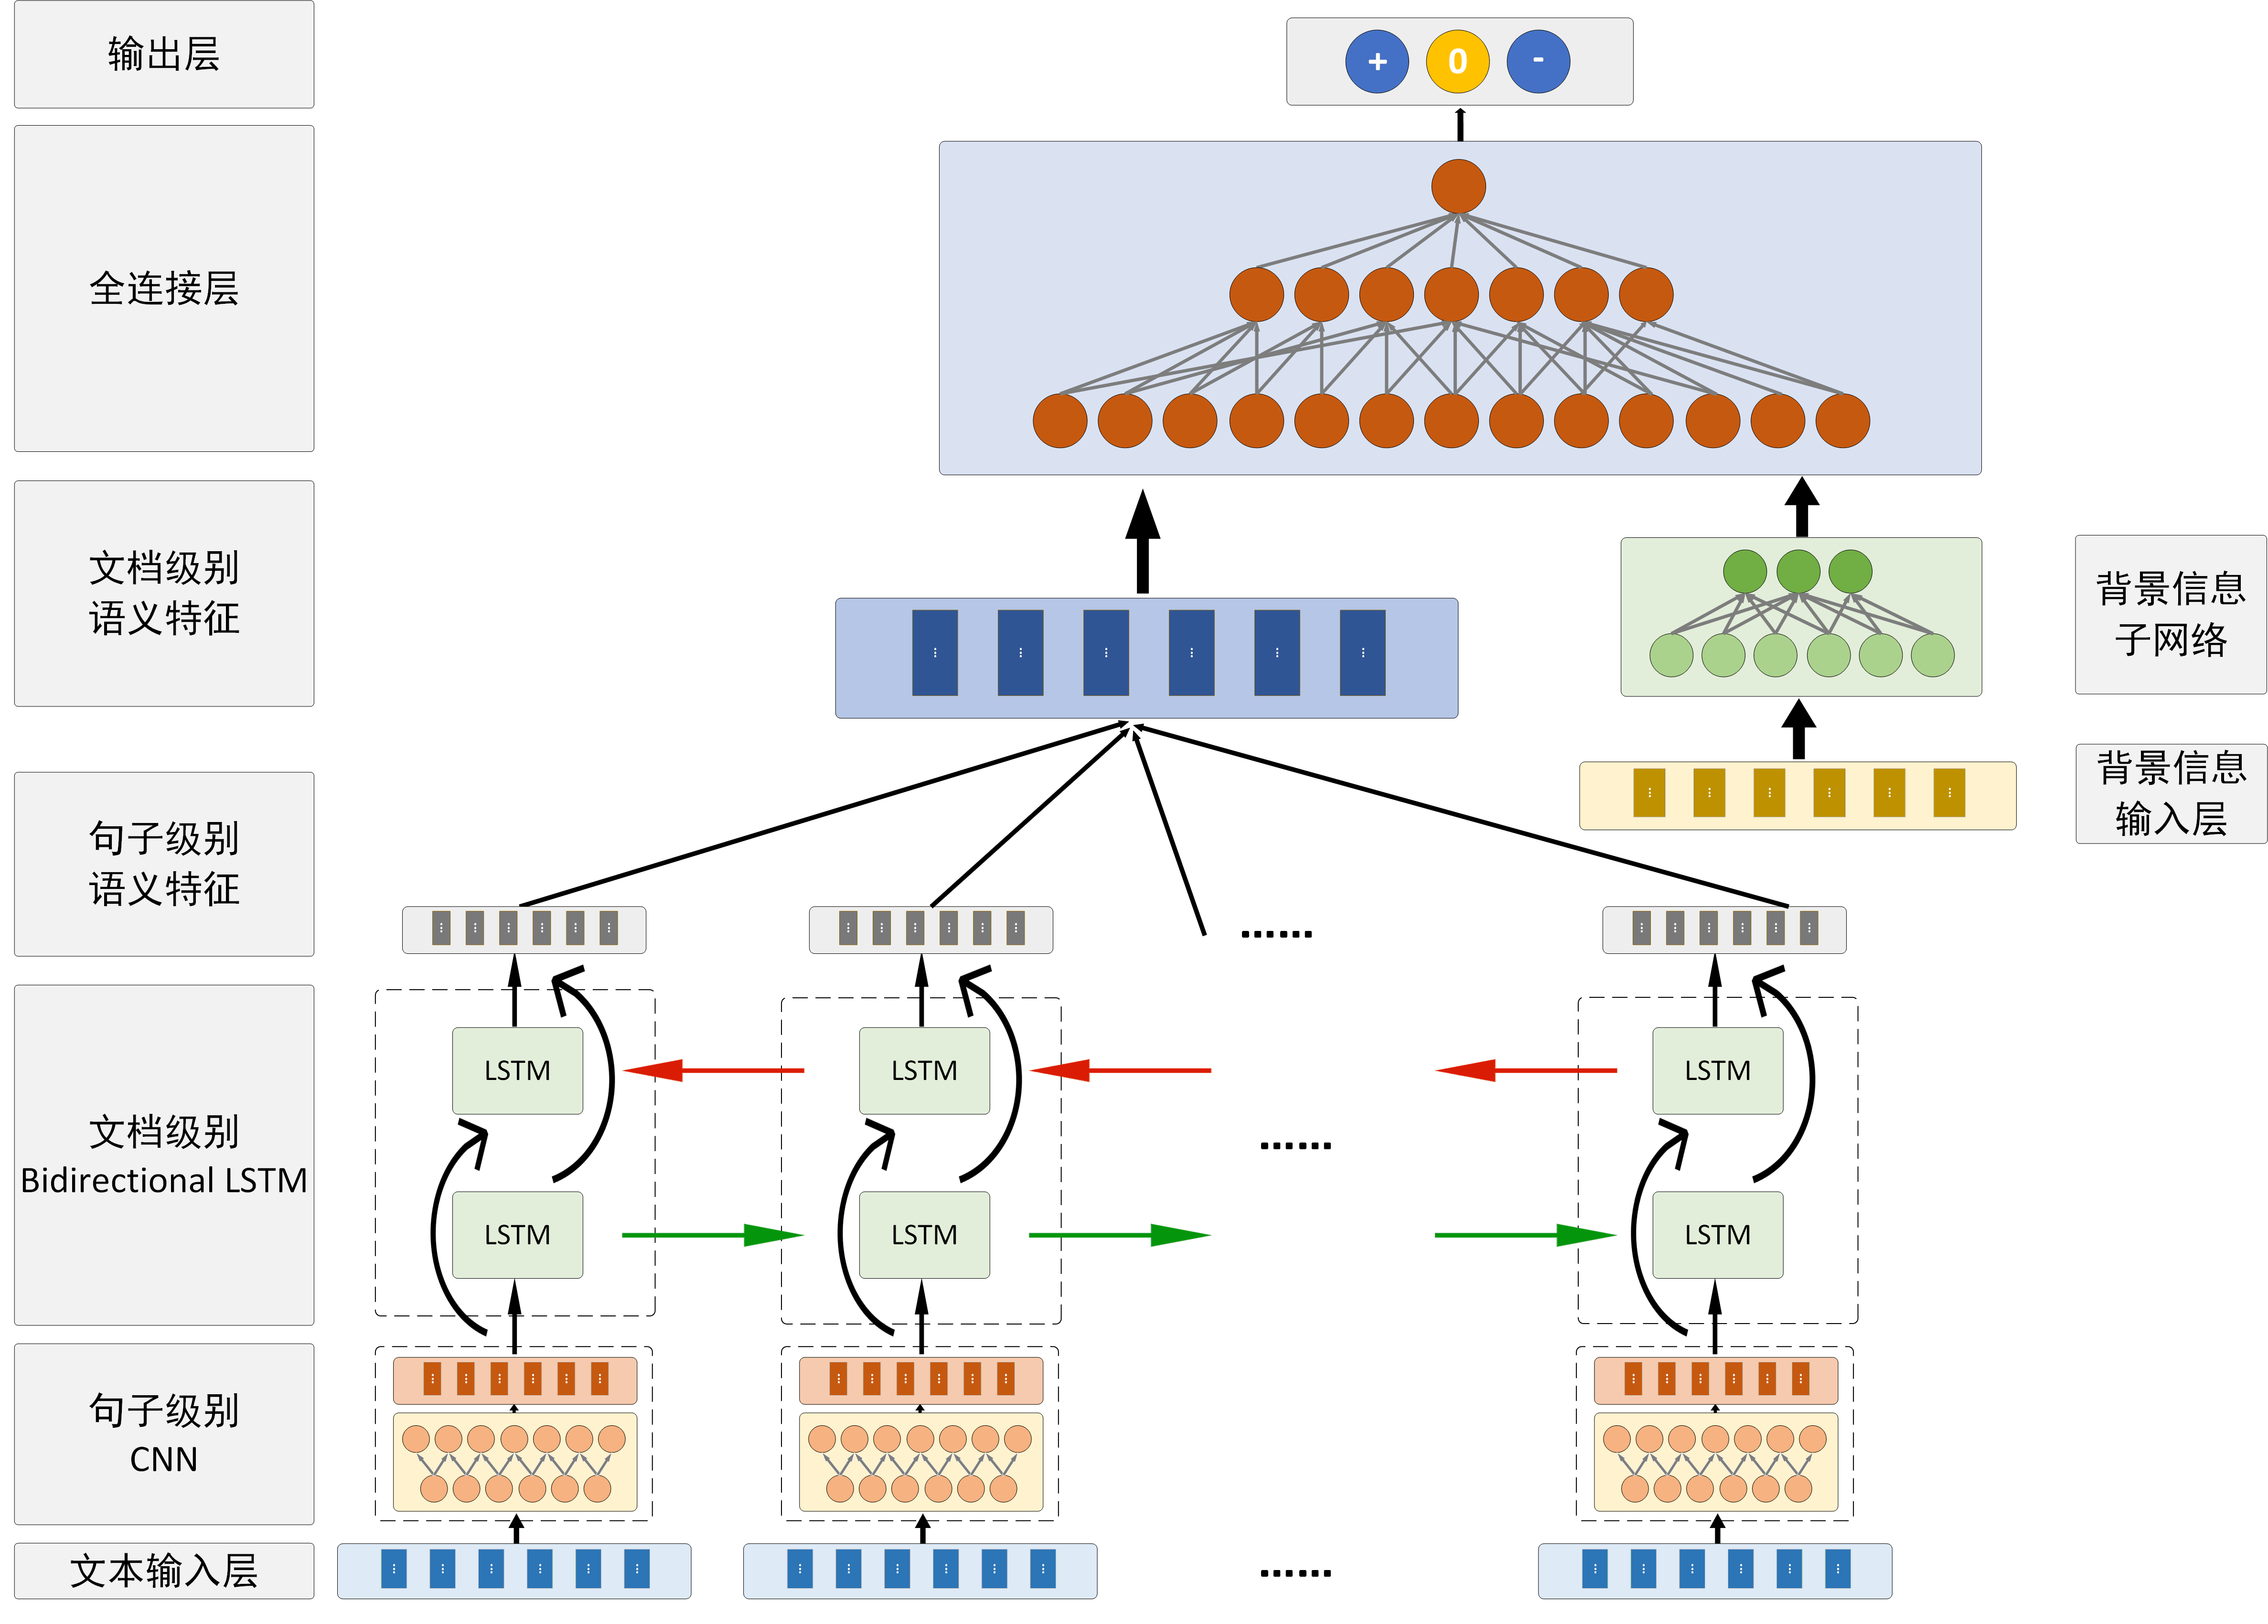 输出层
+ 0 -
全连接层
文档级别
语义特征
背景信息
子网络
背景信息
输入层
句子级别
语义特征
......
文档级别
Bidirectional LSTM
LSTM
LSTM
LSTM
......
LSTM
LSTM
LSTM
句子级别
CNN
文本输入层
......